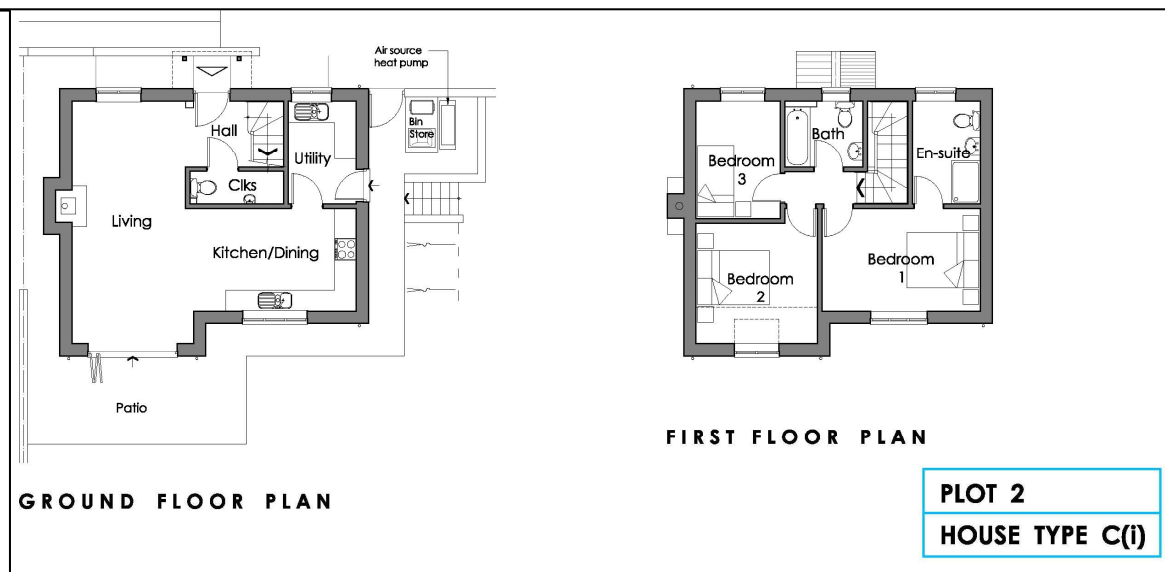 Air source
heat pump
Bin
Store
Hall
Utility
Clks
Living
Kitchen/Dining
Patio
GROUND FLOOR PLAN
Bath
Bedroom
3
En-suite
Bedroom
2
Bedroom
1
FIRST FLOOR PLAN
PLOT 2
HOUSE TYPE C(i)